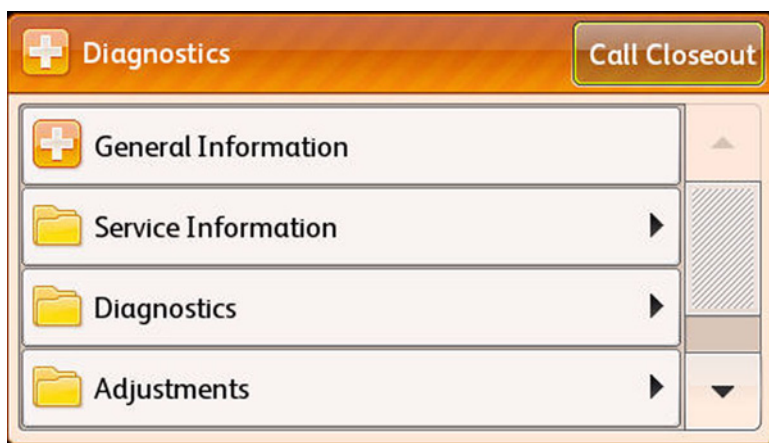 Diagnostics
Call Closeout
General Information
Service Information
Diagnostics
Adjustments